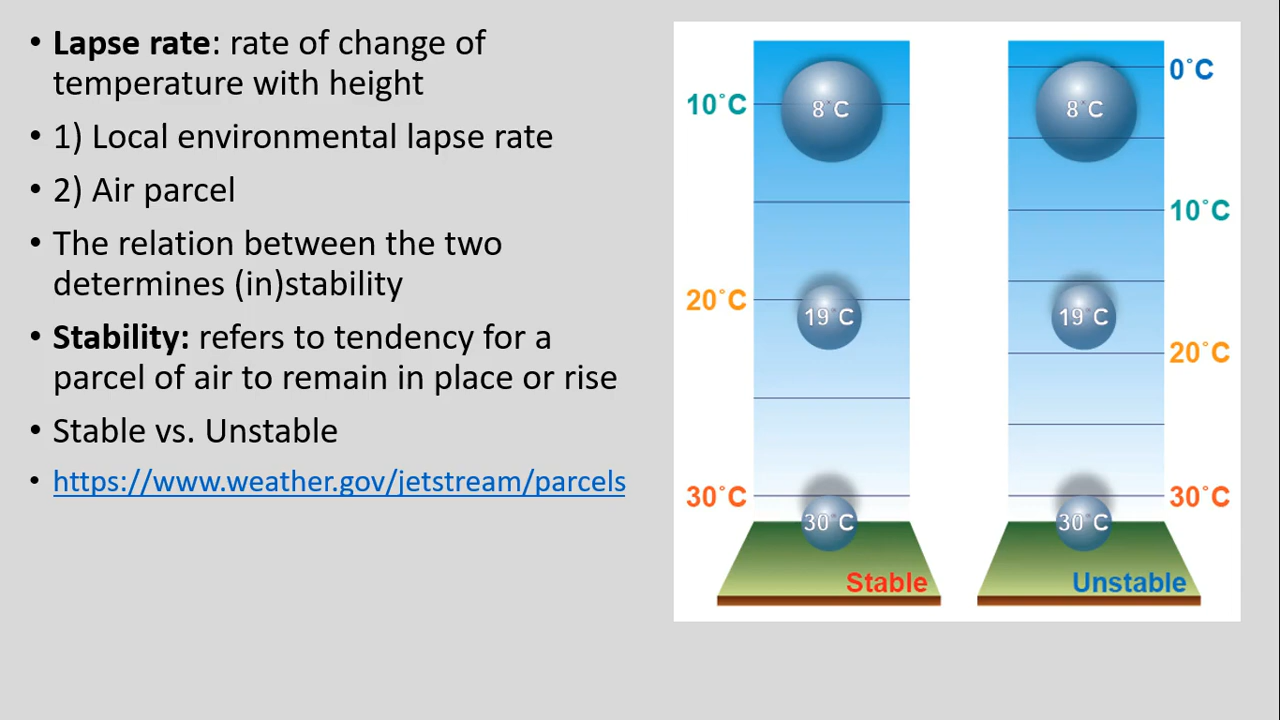 • Lapse rate: rate of change of
temperature with height
• 1) Local environmental lapse rate
• 2) Air parcel
• The relation between the two
determines (in)stability
• Stability: refers to tendency for a
parcel of air to remain in place or rise
• Stable vs. Unstable
• https://www.weather.gov/jetstream/parcels
10°C
8°C
20°C
19°C
30°C
30°C
Stable
0°C
8°C
10°C
19°C
20°C
30°C
30°C
Unstable